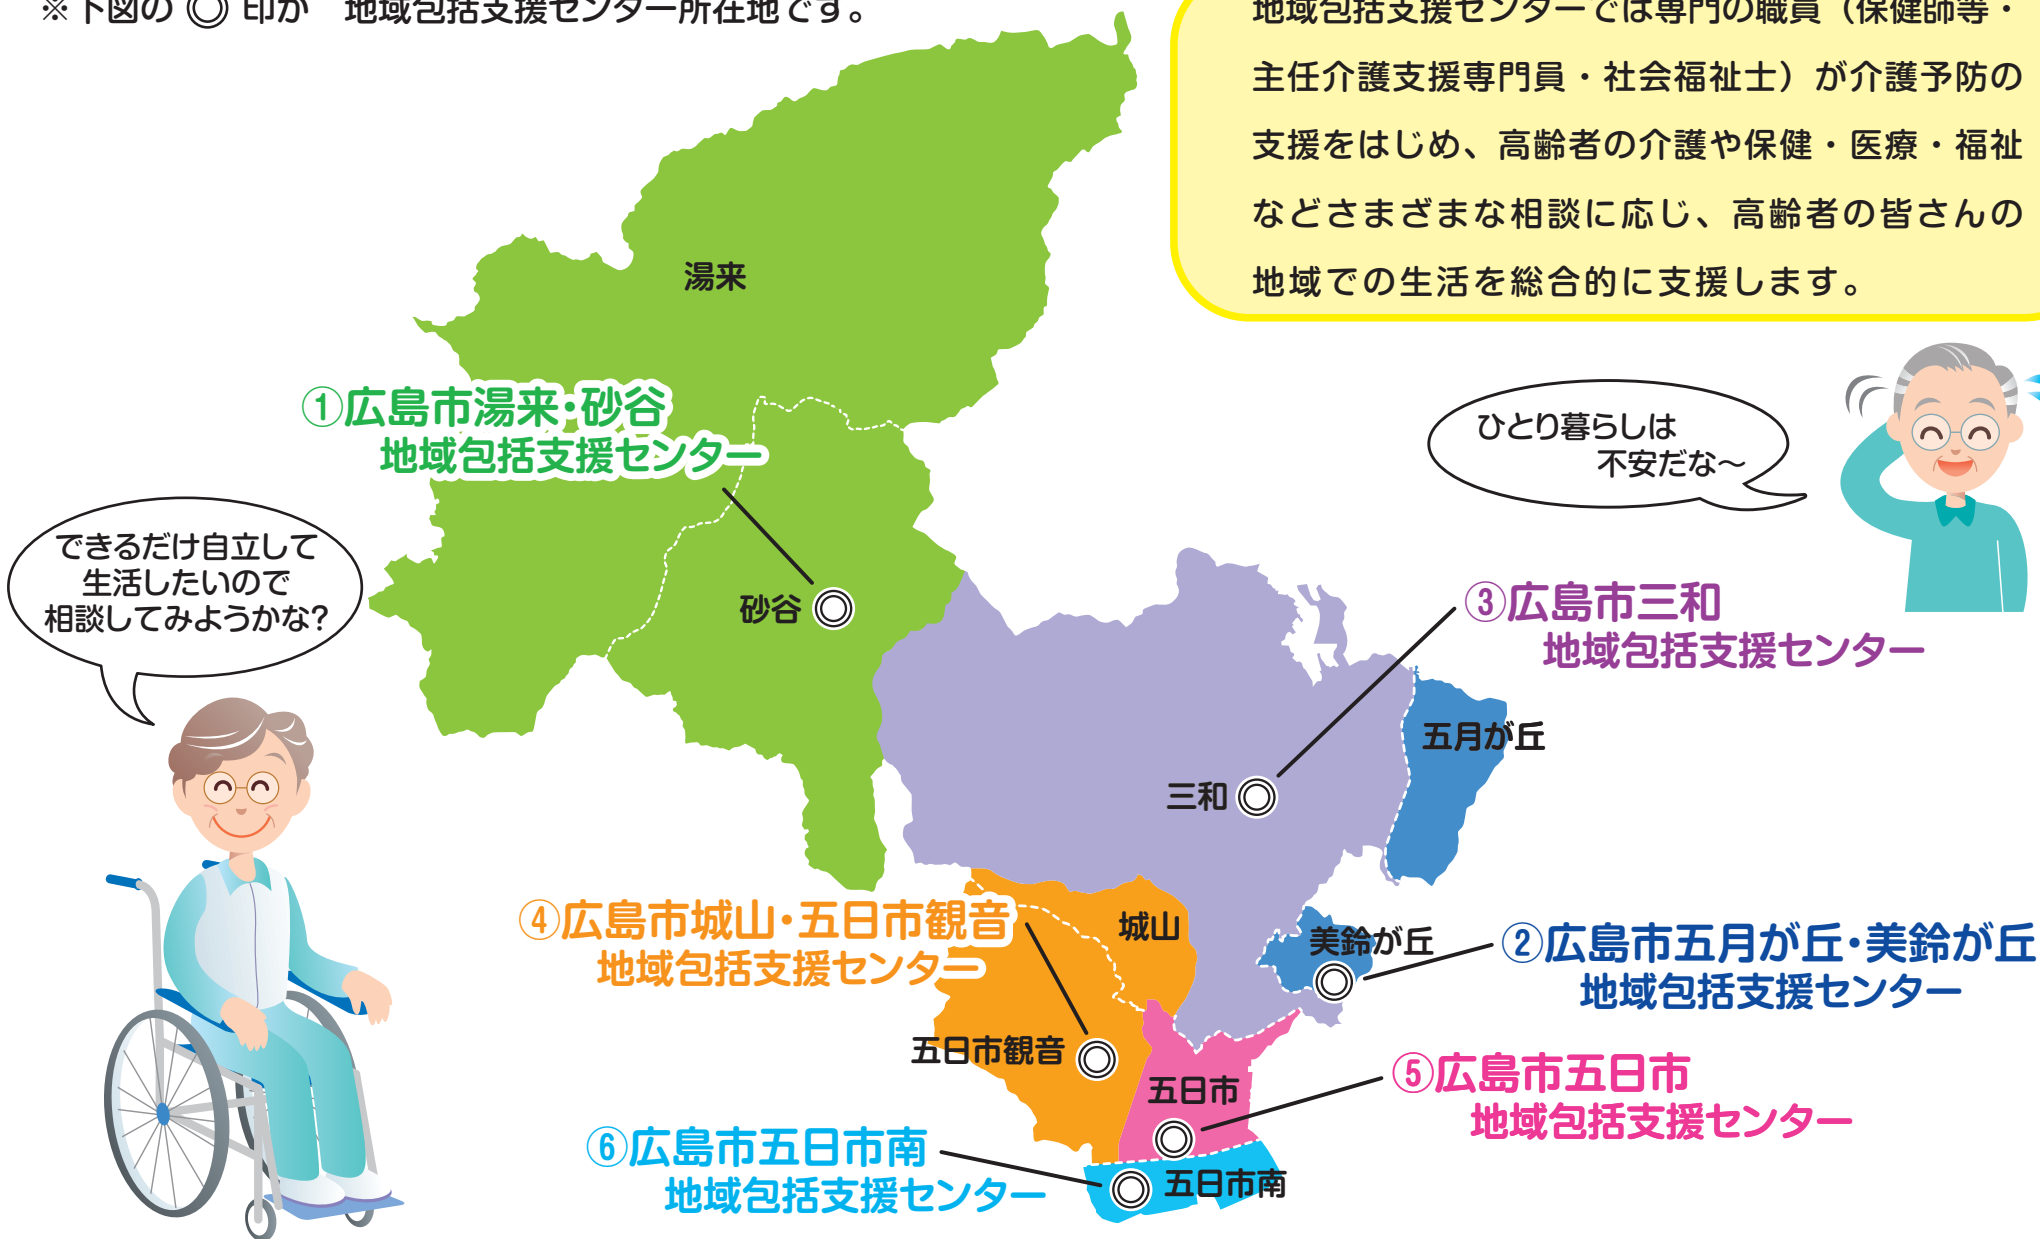 ※下図の ◎ 印が 地域包括支援センター所在地です。
地域包括支援センターでは専門の職員（保健師等・
主任介護支援専門員・社会福祉士）が介護予防の
支援をはじめ、高齢者の介護や保健・医療・福祉
などさまざまな相談に応じ、高齢者の皆さんの
地域での生活を総合的に支援します。
湯来
①広島市湯来・砂谷
地域包括支援センター
ひとり暮らしは
不安だな～
できるだけ自立して
生活したいので
相談してみようかな?
砂谷
③広島市三和
地域包括支援センター
五月が丘
三和
④広島市城山・五日市観音
地域包括支援センター
城山
美鈴が丘
②広島市五月が丘・美鈴が丘
地域包括支援センター
五日市観音
五日市
⑤広島市五日市
地域包括支援センター
⑥広島市五日市南
地域包括支援センター
五日市南